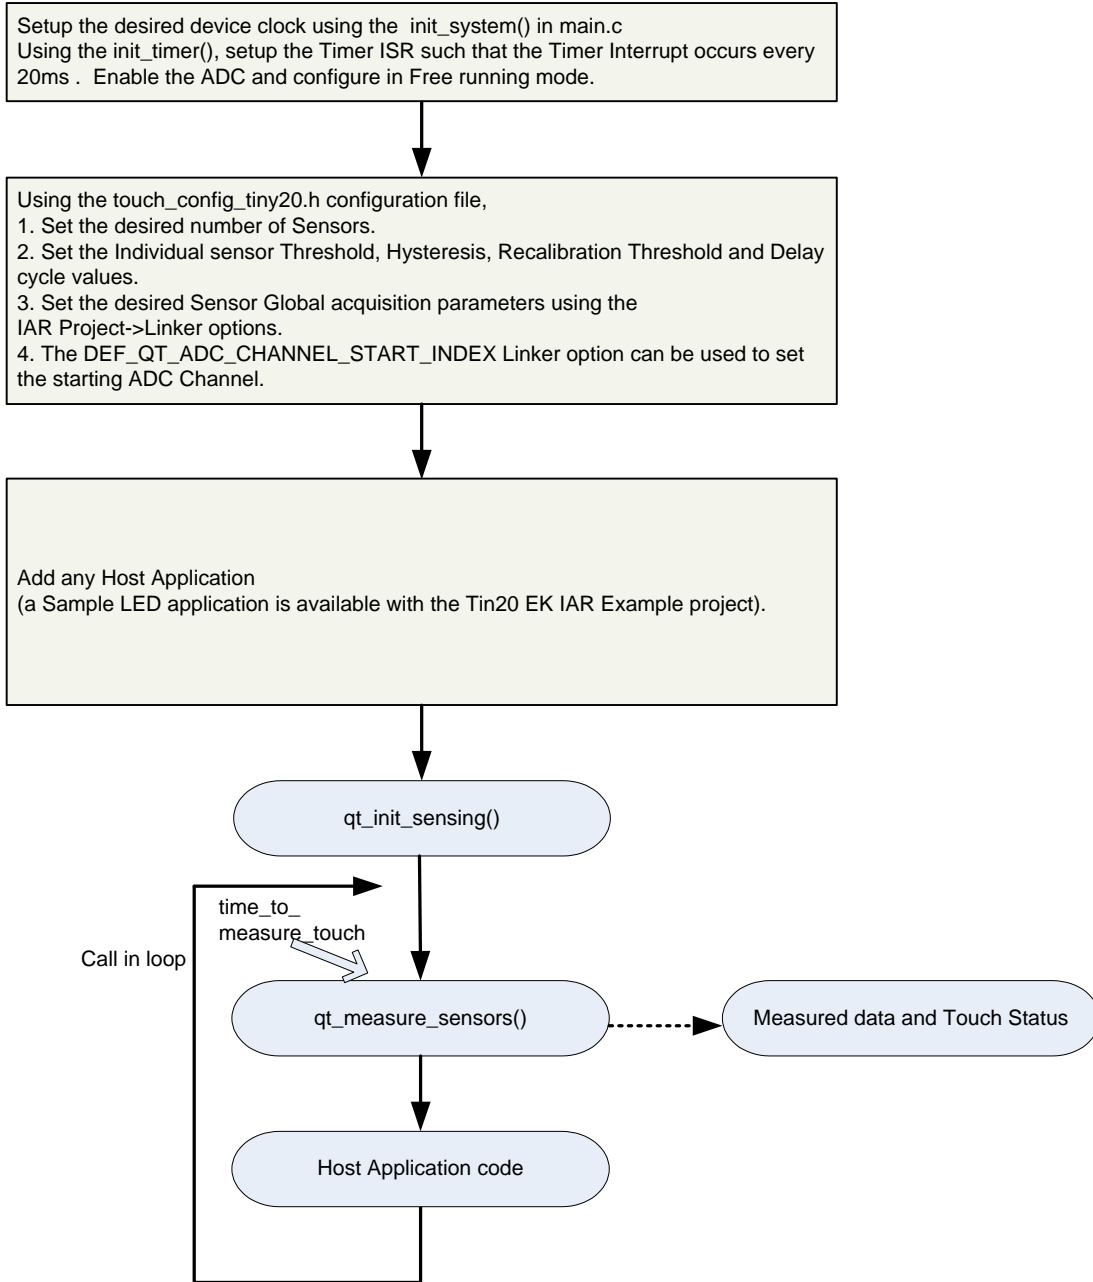 Setup the desired device clock using the  init_system() in main.c
Using the init_timer(), setup the Timer ISR such that the Timer Interrupt occurs every
20ms .  Enable the ADC and configure in Free running mode.
Using the touch_config_tiny20.h configuration file,
1. Set the desired number of Sensors.
2. Set the Individual sensor Threshold, Hysteresis, Recalibration Threshold and Delay
cycle values.
3. Set the desired Sensor Global acquisition parameters using the
IAR Project->Linker options.
4. The DEF_QT_ADC_CHANNEL_START_INDEX Linker option can be used to set
the starting ADC Channel.
Add any Host Application
(a Sample LED application is available with the Tin20 EK IAR Example project).
qt_init_sensing()
time_to_
measure_touch
Call in loop
qt_measure_sensors()
Measured data and Touch Status
Host Application code